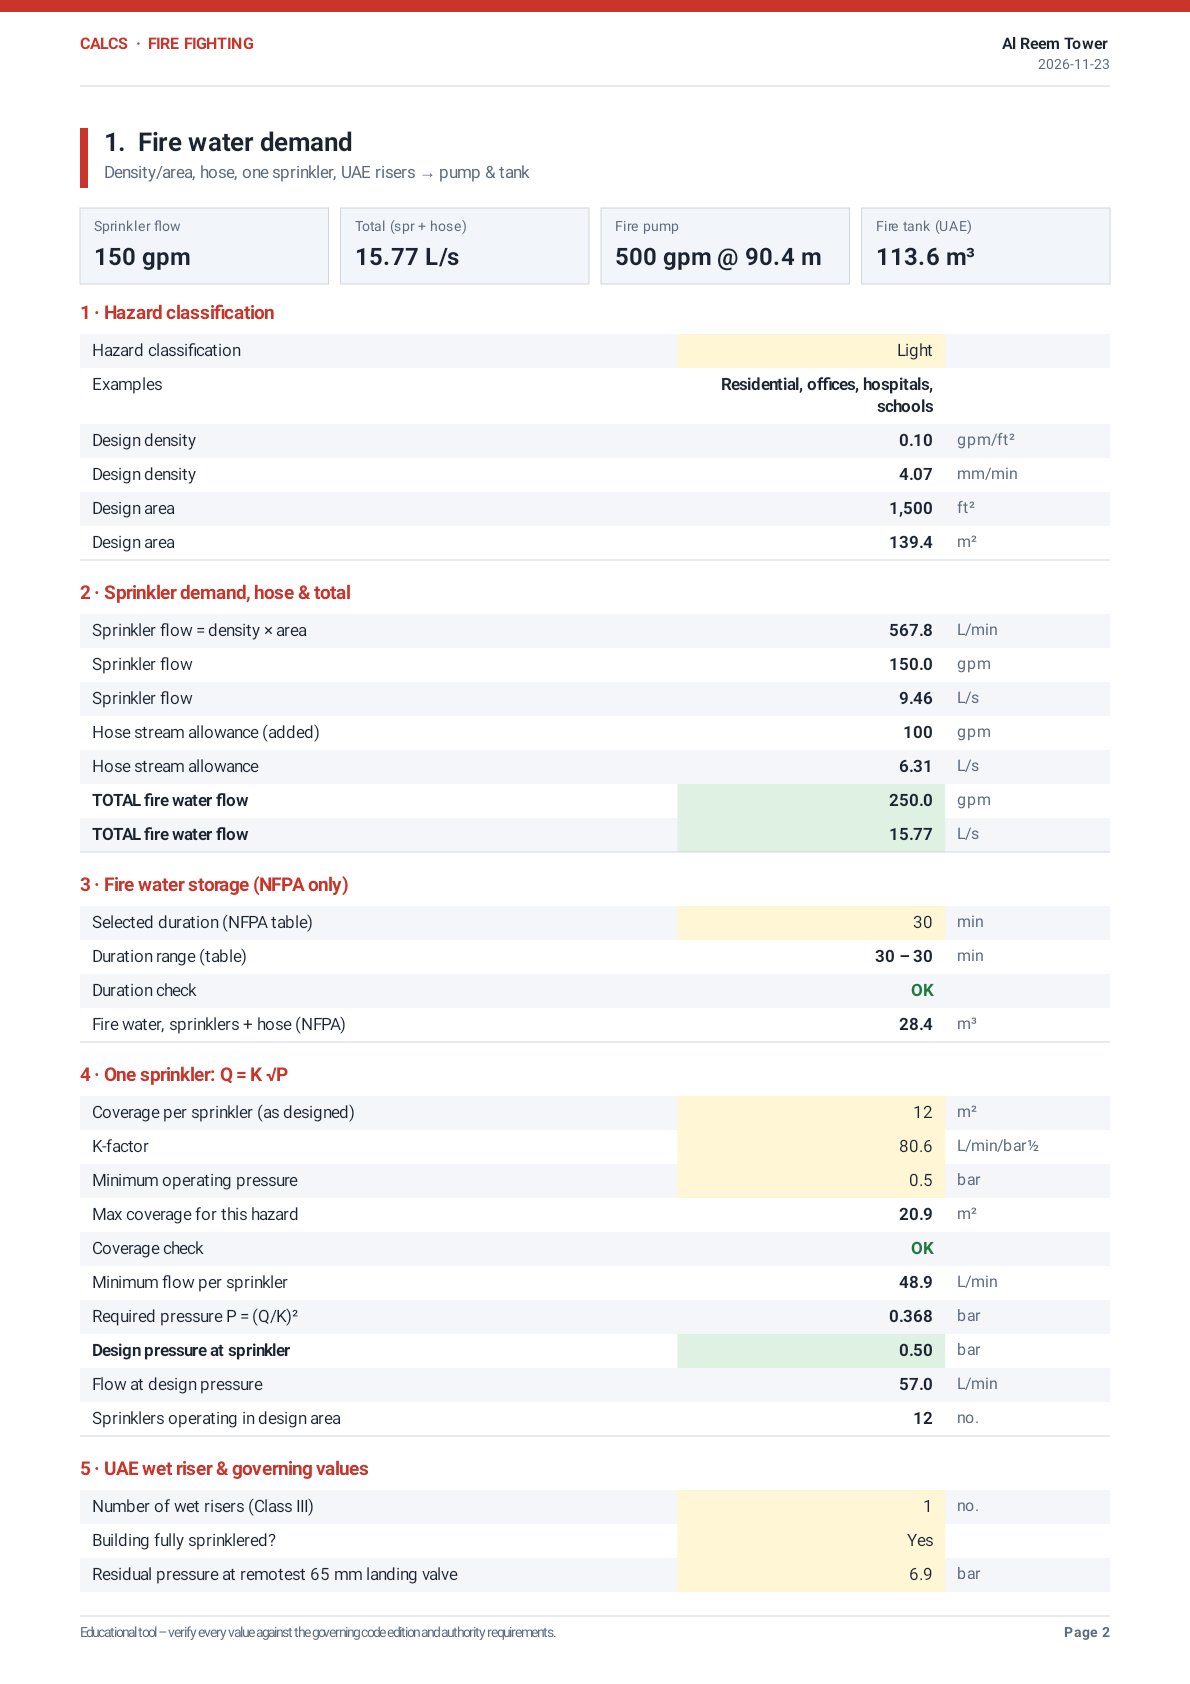 CALCS · FIRE FIGHTING
Al Reem Tower
2026-11-23
1. Fire water demand
Density/area, hose, one sprinkler, UAE risers → pump & tank
Sprinkler flow
150 gpm
Total (spr + hose)
15.77 L/s
Fire pump
500 gpm @ 90.4 m
Fire tank (UAE)
113.6 m³
1 · Hazard classification
Hazard classification Light
Examples Residential, offices, hospitals,
schools
Design density 0.10 gpm/ft²
Design density 4.07 mm/min
Design area 1,500 ft²
Design area 139.4 m²
2 · Sprinkler demand, hose & total
Sprinkler flow = density × area 567.8 L/min
Sprinkler flow 150.0 gpm
Sprinkler flow 9.46 L/s
Hose stream allowance (added) 100 gpm
Hose stream allowance 6.31 L/s
TOTAL fire water flow 250.0 gpm
TOTAL fire water flow 15.77 L/s
3 · Fire water storage (NFPA only)
Selected duration (NFPA table) 30 min
Duration range (table) 30 – 30 min
Duration check OK
Fire water, sprinklers + hose (NFPA) 28.4 m³
4 · One sprinkler: Q = K √P
Coverage per sprinkler (as designed) 12 m²
K-factor 80.6 L/min/bar½
Minimum operating pressure 0.5 bar
Max coverage for this hazard 20.9 m²
Coverage check OK
Minimum flow per sprinkler 48.9 L/min
Required pressure P = (Q/K)² 0.368 bar
Design pressure at sprinkler 0.50 bar
Flow at design pressure 57.0 L/min
Sprinklers operating in design area 12 no.
5 · UAE wet riser & governing values
Number of wet risers (Class III) 1 no.
Building fully sprinklered? Yes
Residual pressure at remotest 65 mm landing valve 6.9 bar
Educational tool – verify every value against the governing code edition and authority requirements.
Page 2